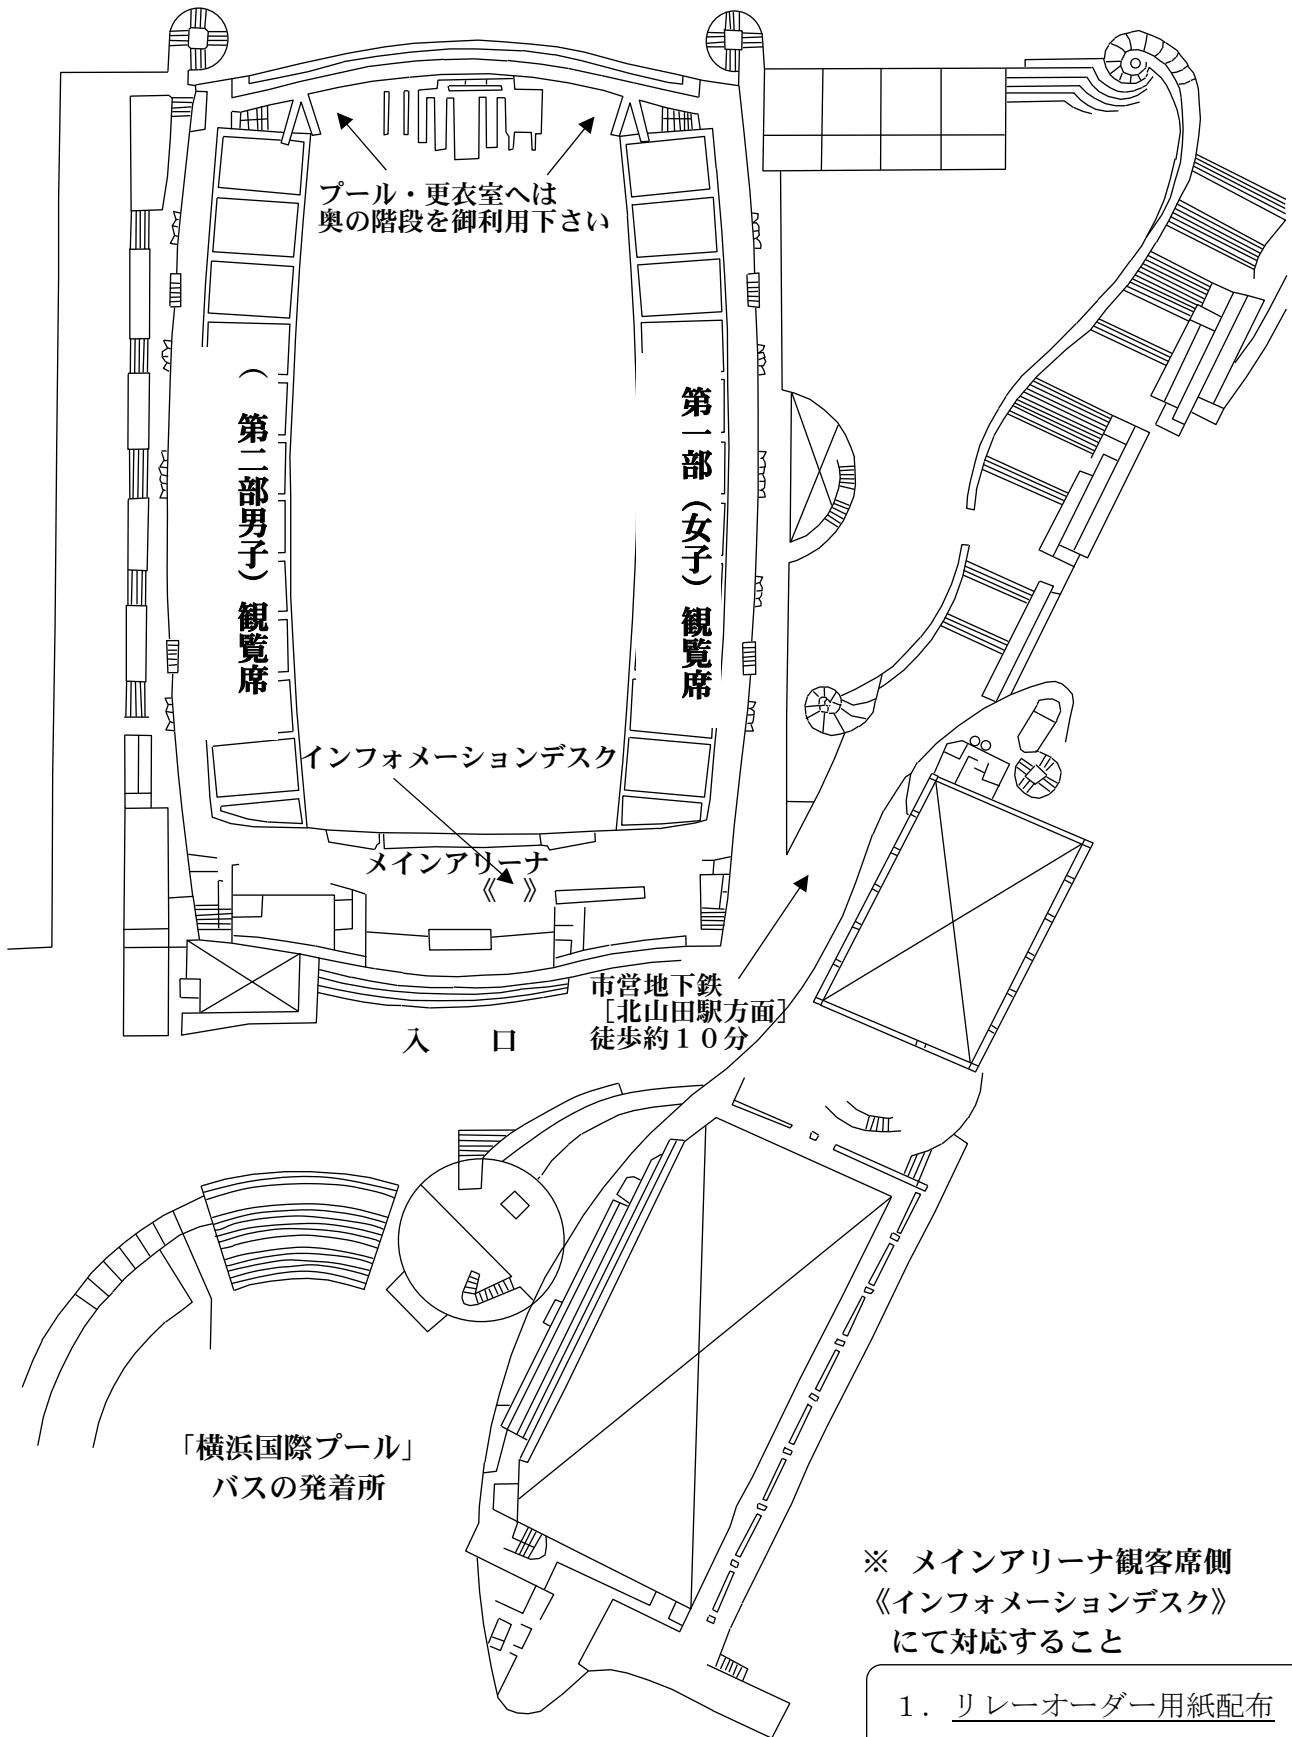 プール・更衣室へは
奥の階段を御利用下さい
（　第二部男子）観覧席
第一部（女子）観覧席
インフォメーションデスク
メインアリーナ
《　》
市営地下鉄
［北山田駅方面］
徒歩約１０分
入　　口
「横浜国際プール」
バスの発着所
※　メインアリーナ観客席側
《インフォメーションデスク》
にて対応すること
１．リレーオーダー用紙配布